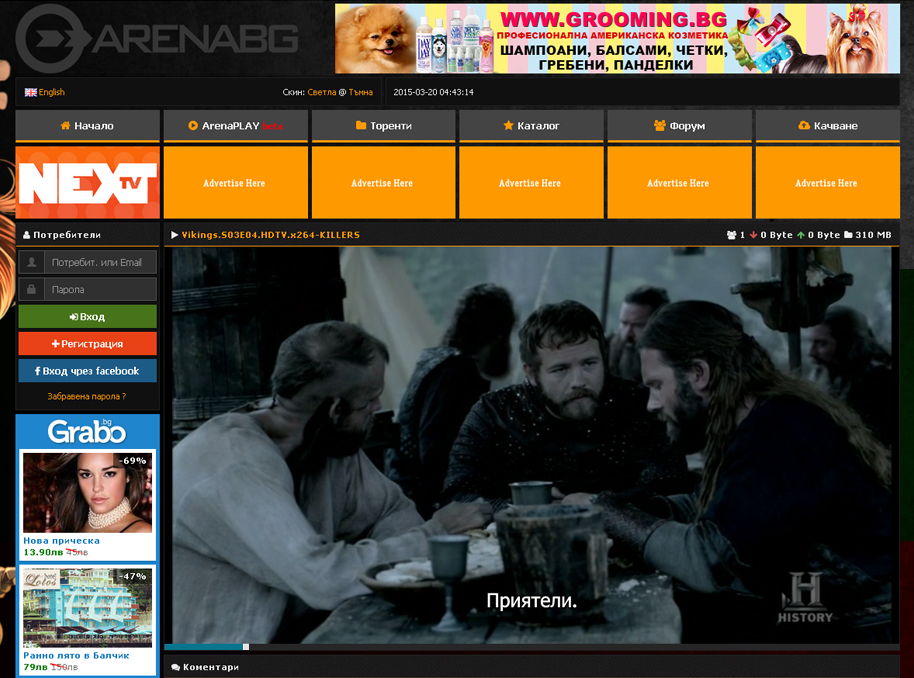 ARENABG
WWW.GROOMING.BG
ПРОФЕСИОНАЛНА АМЕРИКАНСКА КОЗМЕТИКА
ШАМПОАНИ, БАЛСАМИ, ЧЕТКИ,
ГРЕБЕНИ, ПАНДЕЛКИ
English
Скин: Светла @ Тъмна
2015-03-20 04:43:14
Начало
ArenaPLAY beta
Торенти
Каталог
Форум
Качване
NEXT TV
Advertise Here
Advertise Here
Advertise Here
Advertise Here
Advertise Here
Потребители
Vikings.S03E04.HDTV.x264-KILLERS
1 0 Byte 0 Byte 310 MB
Потребит. или Email
Парола
Вход
Регистрация
Вход чрез facebook
Забравена парола ?
Grabo.bg
-69%
Нова прическа
13.90лв 45лв
Lotos
-47%
Ранно лято в Балчик
79лв 150лв
Приятели.
H
HISTORY
Коментари